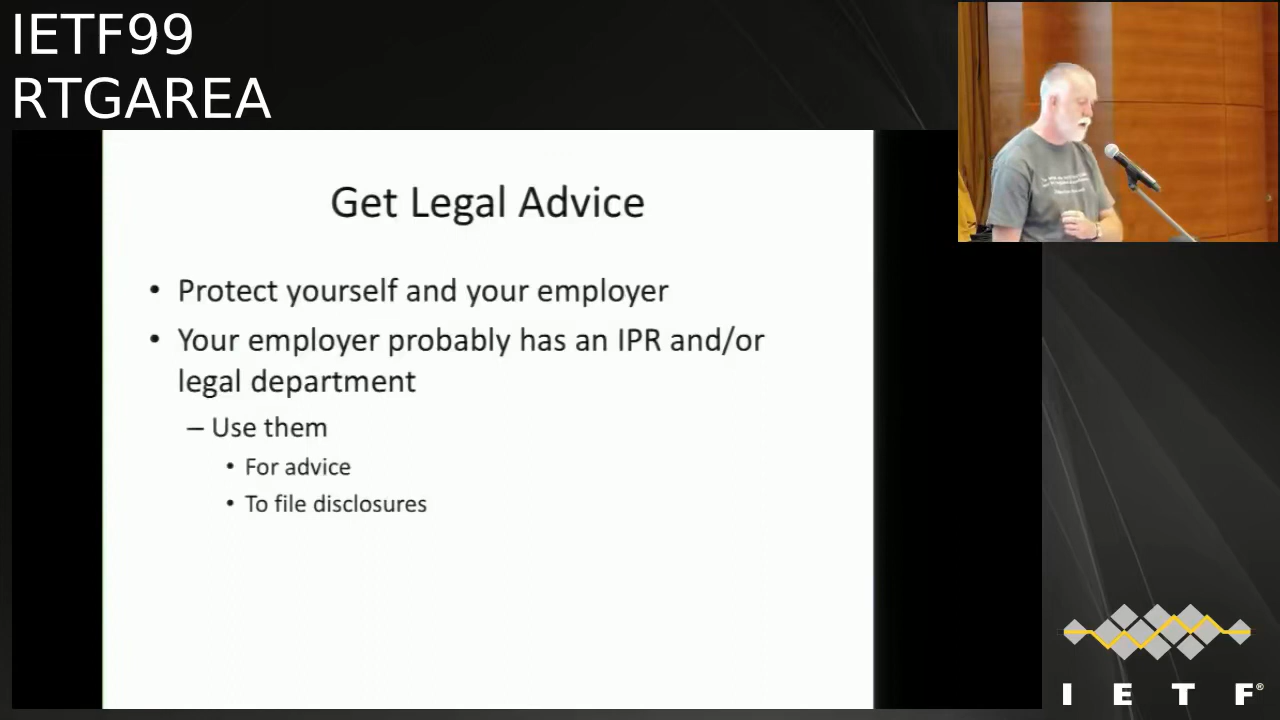 IETF99
RTGAREA
Get Legal Advice
• Protect yourself and your employer
• Your employer probably has an IPR and/or
legal department
– Use them
• For advice
• To file disclosures
I E T F®